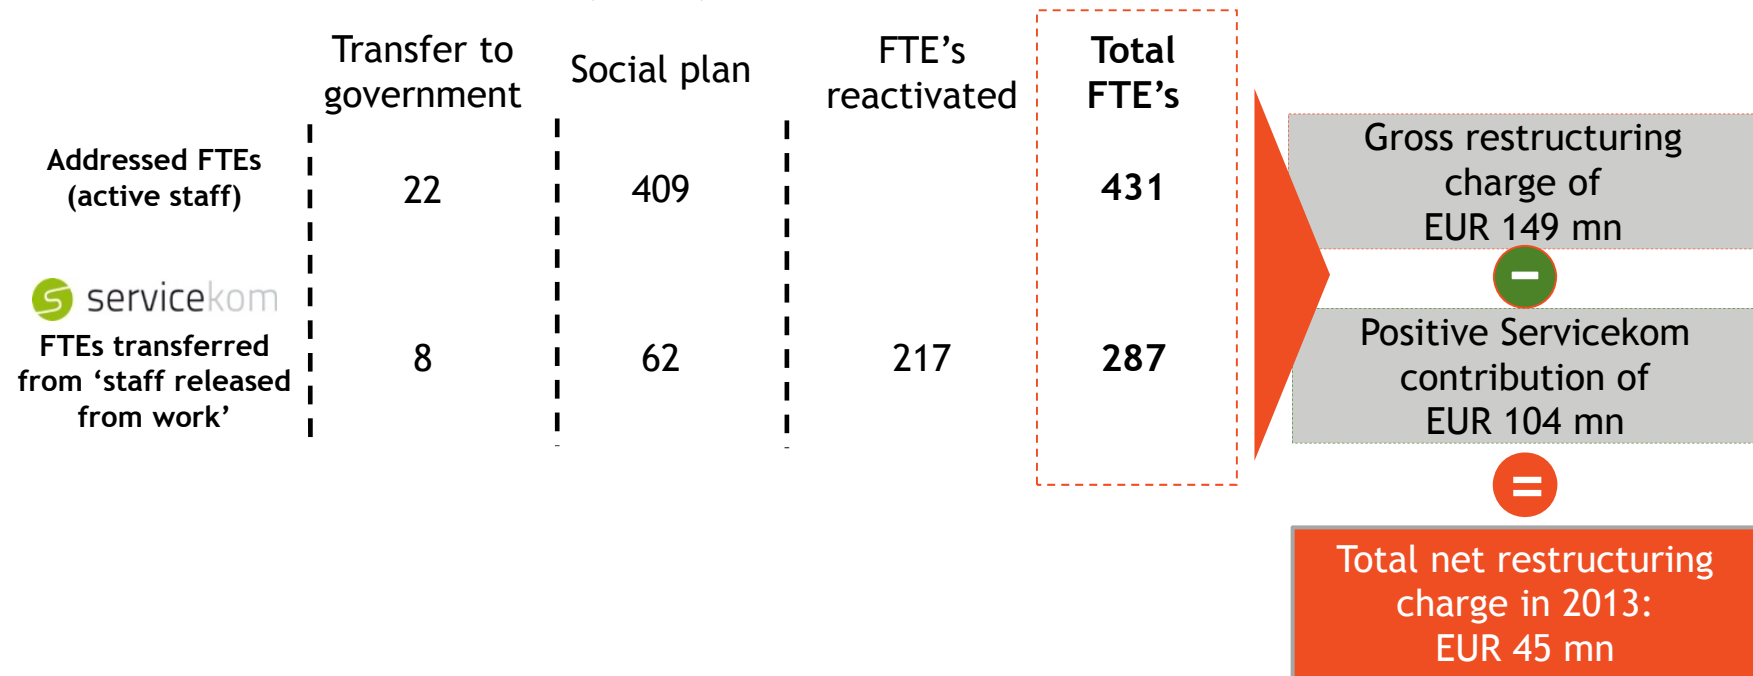 Transfer to
government
Social plan
FTE’s
reactivated
Total
FTE’s
Addressed FTEs
(active staff)
22
409
431
servicekom
FTEs transferred
from ‘staff released
from work’
8
62
217
287
Gross restructuring
charge of
EUR 149 mn
–
Positive Servicekom
contribution of
EUR 104 mn
=
Total net restructuring
charge in 2013:
EUR 45 mn